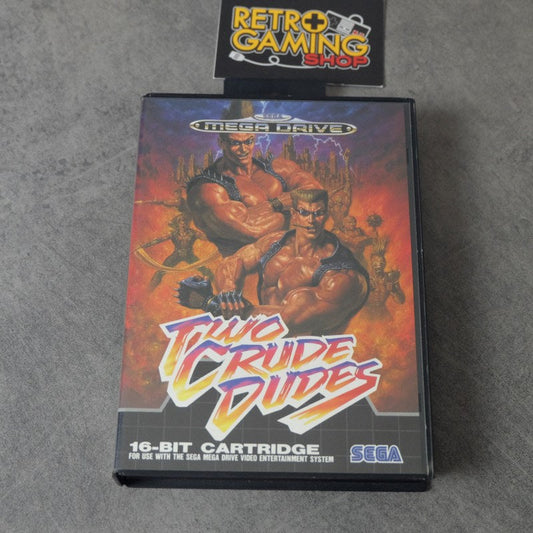 RETRO
GAMING
SHOP
SEGA
MEGA DRIVE
TWO
CRUDE
DUDES
16-BIT CARTRIDGE
FOR USE WITH THE SEGA MEGA DRIVE VIDEO ENTERTAINMENT SYSTEM
SEGA